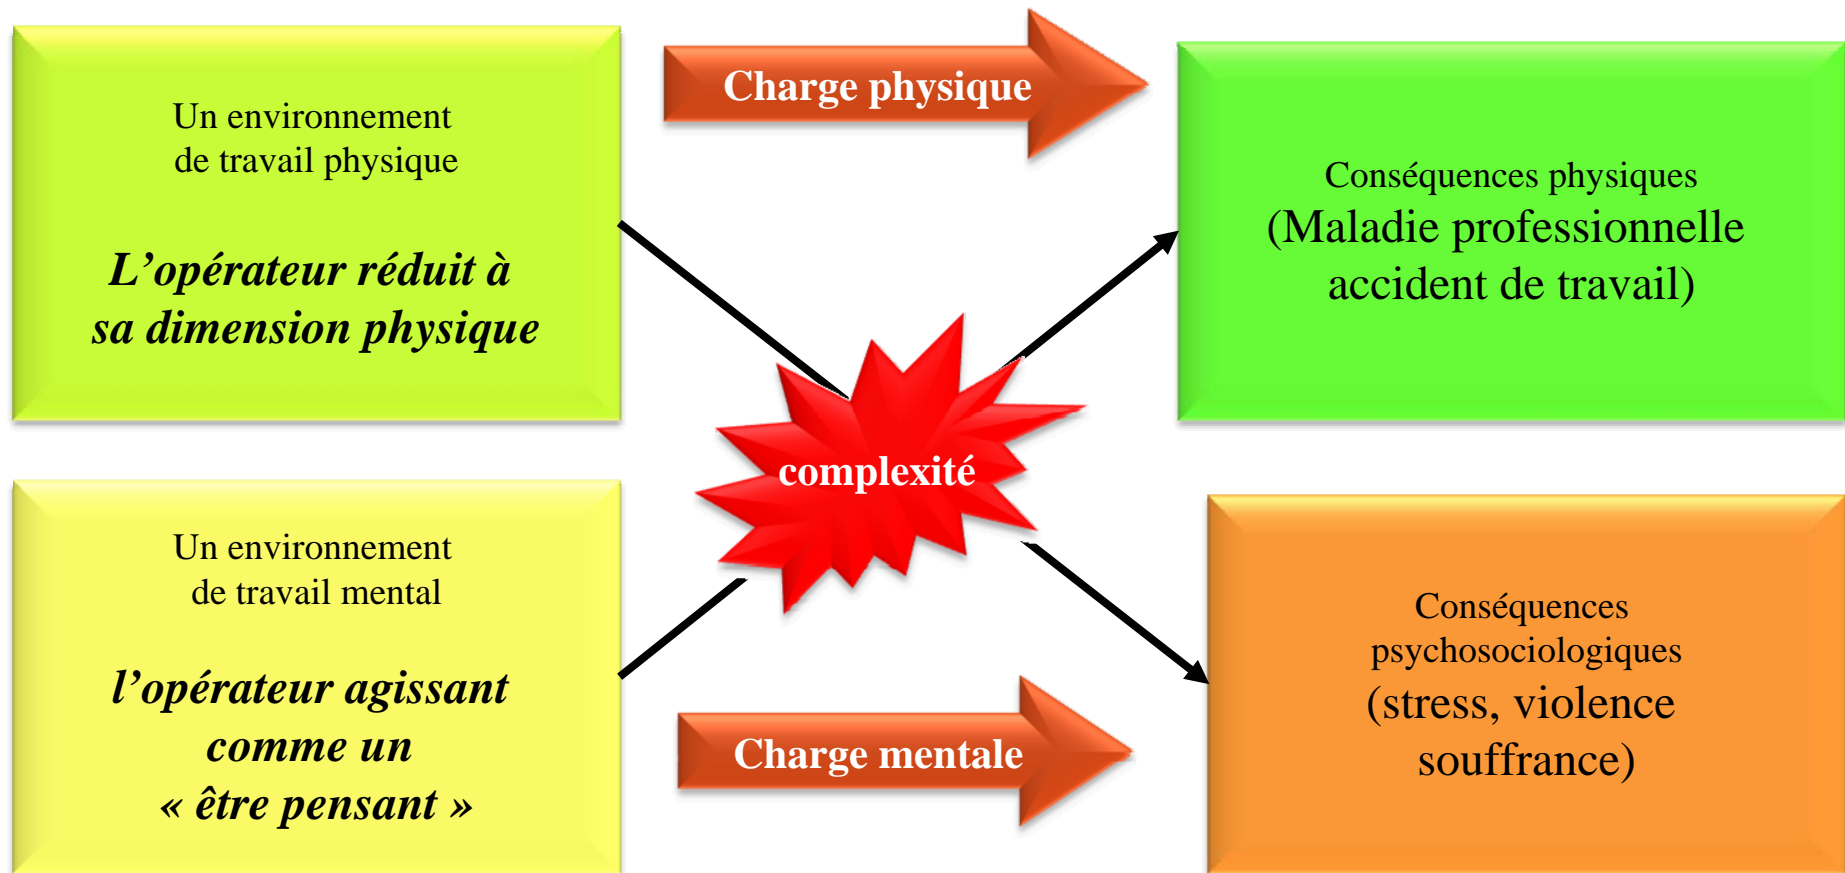 Un environnement
de travail physique
L’opérateur réduit à
sa dimension physique
Charge physique
Conséquences physiques
(Maladie professionnelle
accident de travail)
complexité
Un environnement
de travail mental
l’opérateur agissant
comme un
« être pensant »
Charge mentale
Conséquences
psychosociologiques
(stress, violence
souffrance)